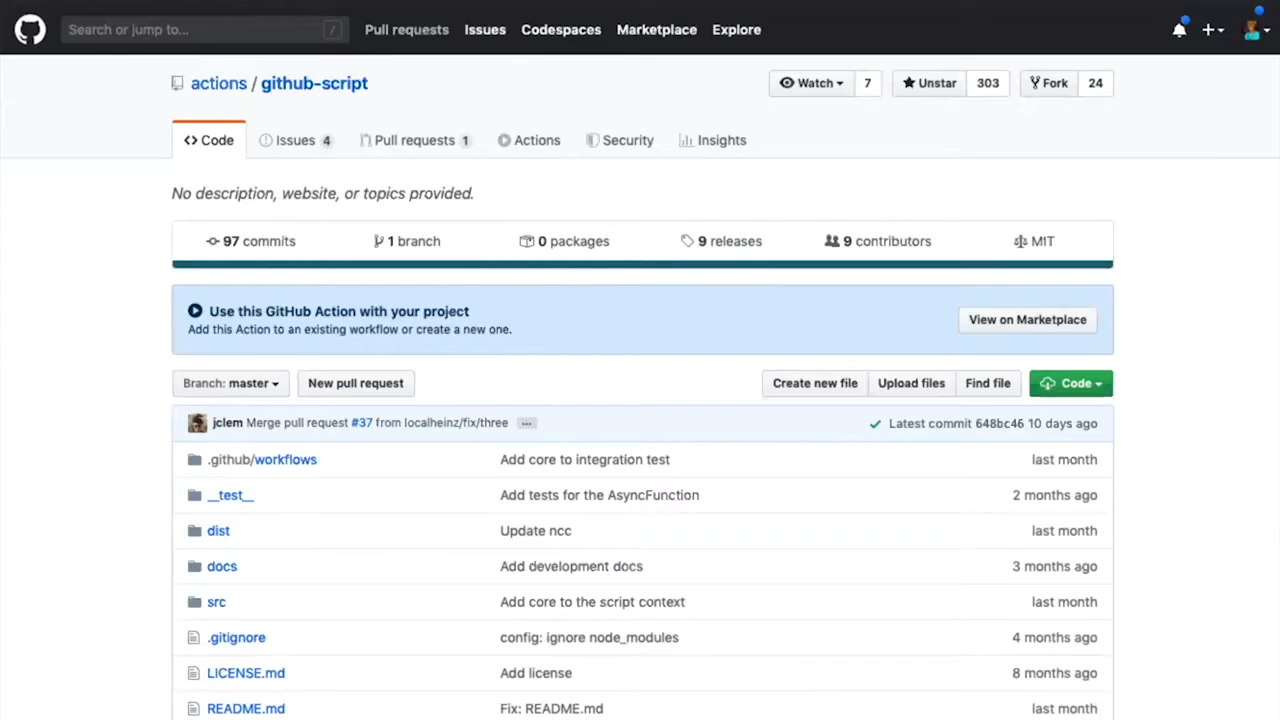 Search or jump to... /
Pull requests Issues Codespaces Marketplace Explore
actions / github-script
Watch 7 Unstar 303 Fork 24
Code Issues 4 Pull requests 1 Actions Security Insights
No description, website, or topics provided.
97 commits 1 branch 0 packages 9 releases 9 contributors MIT
Use this GitHub Action with your project
Add this Action to an existing workflow or create a new one.
View on Marketplace
Branch: master New pull request Create new file Upload files Find file Code
jclem Merge pull request #37 from localheinz/fix/three ... Latest commit 648bc46 10 days ago
.github/workflows Add core to integration test last month
__test__ Add tests for the AsyncFunction 2 months ago
dist Update ncc last month
docs Add development docs 3 months ago
src Add core to the script context last month
.gitignore config: ignore node_modules 4 months ago
LICENSE.md Add license 8 months ago
README.md Fix: README.md last month